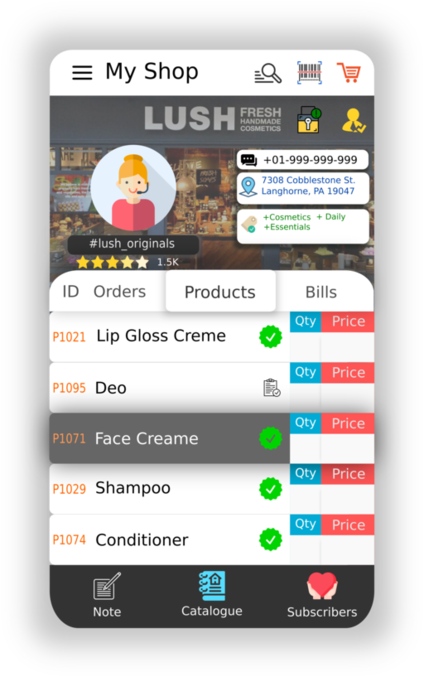 My Shop
LUSH FRESH
HANDMADE
COSMETICS
+01-999-999-999
7308 Cobblestone St.
Langhorne, PA 19047
+Cosmetics + Daily
+Essentials
#lush_originals
1.5K
ID Orders Products Bills
Qty Price
P1021 Lip Gloss Creme
Qty Price
P1095 Deo
Qty Price
P1071 Face Creame
Qty Price
P1029 Shampoo
Qty Price
P1074 Conditioner
Note Catalogue Subscribers